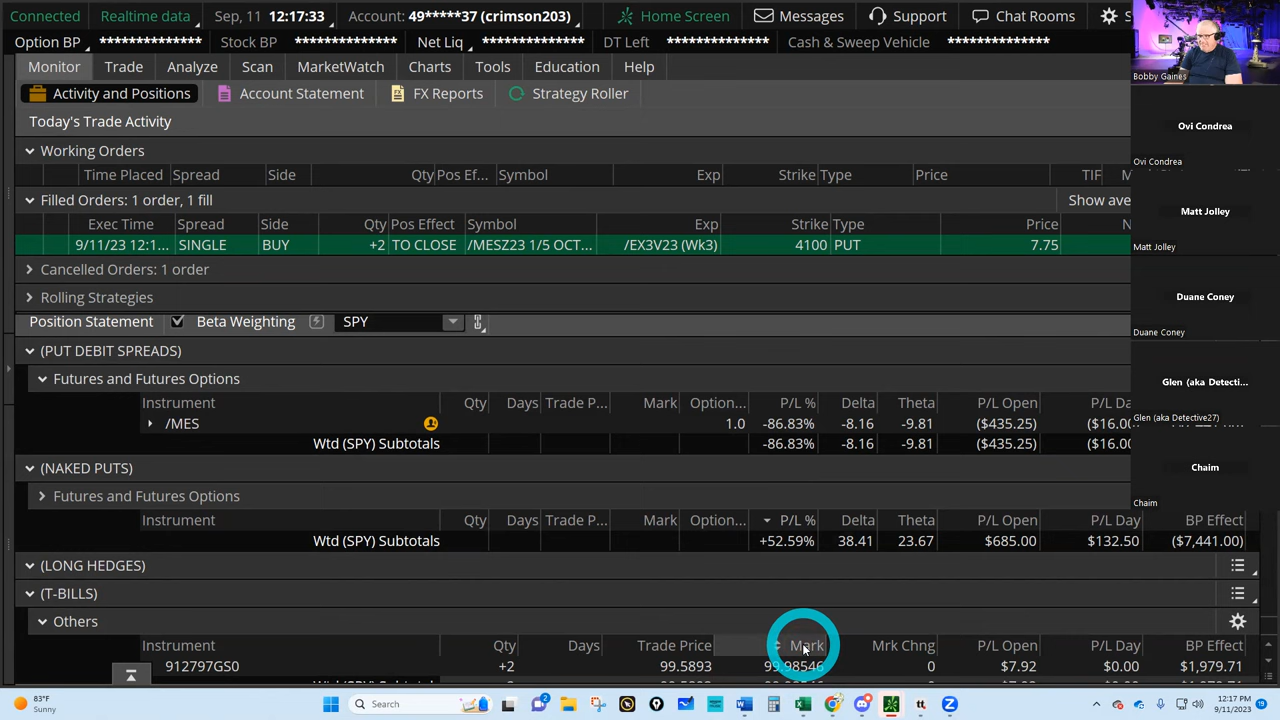 Connected Realtime data Sep, 11 12:17:33 Account: 49*****37 (crimson203) Home Screen Messages Support Chat Rooms S
Option BP ************** Stock BP ************** Net Liq ************** DT Left ************** Cash & Sweep Vehicle **************
Monitor Trade Analyze Scan MarketWatch Charts Tools Education Help
Bobby Gaines
Activity and Positions Account Statement FX Reports Strategy Roller
Today's Trade Activity
Ovi Condrea
Working Orders
Ovi Condrea
Time Placed Spread Side Qty Pos Ef... Symbol Exp Strike Type Price TIF M
Filled Orders: 1 order, 1 fill Show ave
Matt Jolley
Exec Time Spread Side Qty Pos Effect Symbol Exp Strike Type Price N
9/11/23 12:1... SINGLE BUY +2 TO CLOSE /MESZ23 1/5 OCT... /EX3V23 (Wk3) 4100 PUT 7.75
Matt Jolley
Cancelled Orders: 1 order
Rolling Strategies
Duane Coney
Position Statement Beta Weighting SPY
Duane Coney
(PUT DEBIT SPREADS)
Futures and Futures Options
Glen (aka Detecti...
Instrument Qty Days Trade P... Mark Option... P/L % Delta Theta P/L Open P/L Da
Glen (aka Detective27)
/MES 1.0 -86.83% -8.16 -9.81 ($435.25) ($16.00
Wtd (SPY) Subtotals -86.83% -8.16 -9.81 ($435.25) ($16.00
(NAKED PUTS)
Chaim
Futures and Futures Options
Chaim
Instrument Qty Days Trade P... Mark Option... P/L % Delta Theta P/L Open P/L Day BP Effect
Wtd (SPY) Subtotals +52.59% 38.41 23.67 $685.00 $132.50 ($7,441.00)
(LONG HEDGES)
(T-BILLS)
Others
Instrument Qty Days Trade Price Mark Mrk Chng P/L Open P/L Day BP Effect
912797GS0 +2 99.5893 99.98546 0 $7.92 $0.00 $1,979.71
83°F
Sunny
Search
2
tt
12:17 PM
9/11/2023
19